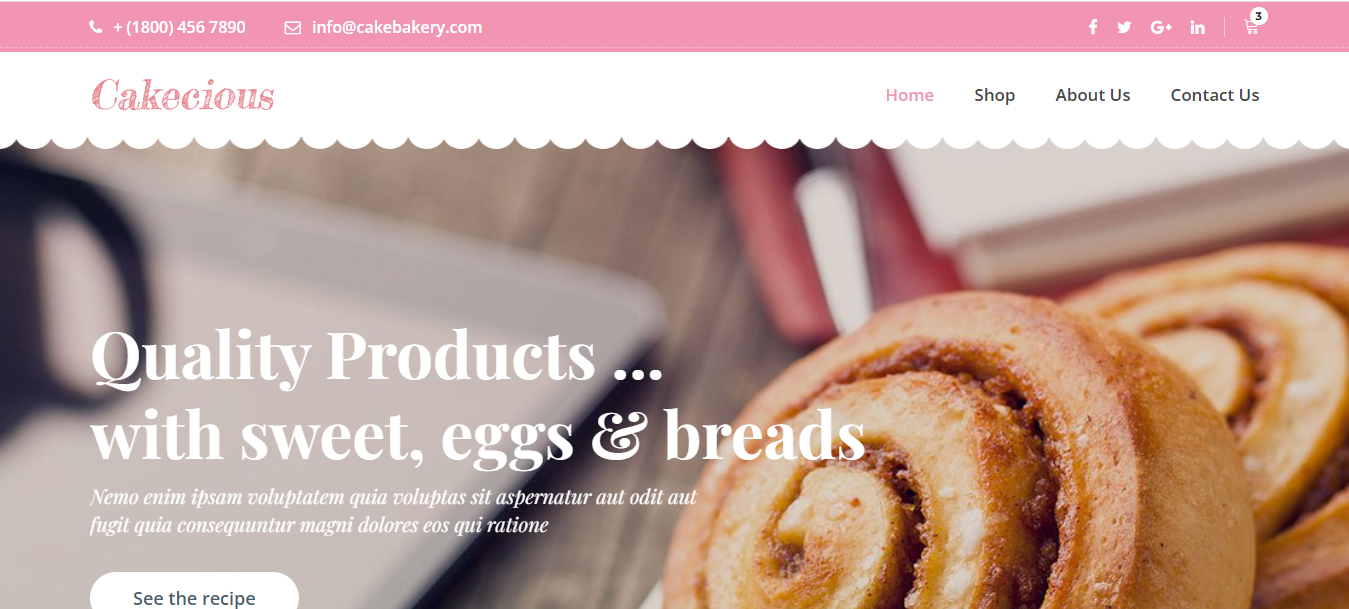 + (1800) 456 7890
info@cakebakery.com
3
Cakecious
Home
Shop
About Us
Contact Us
Quality Products ...
with sweet, eggs & breads
Nemo enim ipsam voluptatem quia voluptas sit aspernatur aut odit aut
fugit quia consequuntur magni dolores eos qui ratione
See the recipe